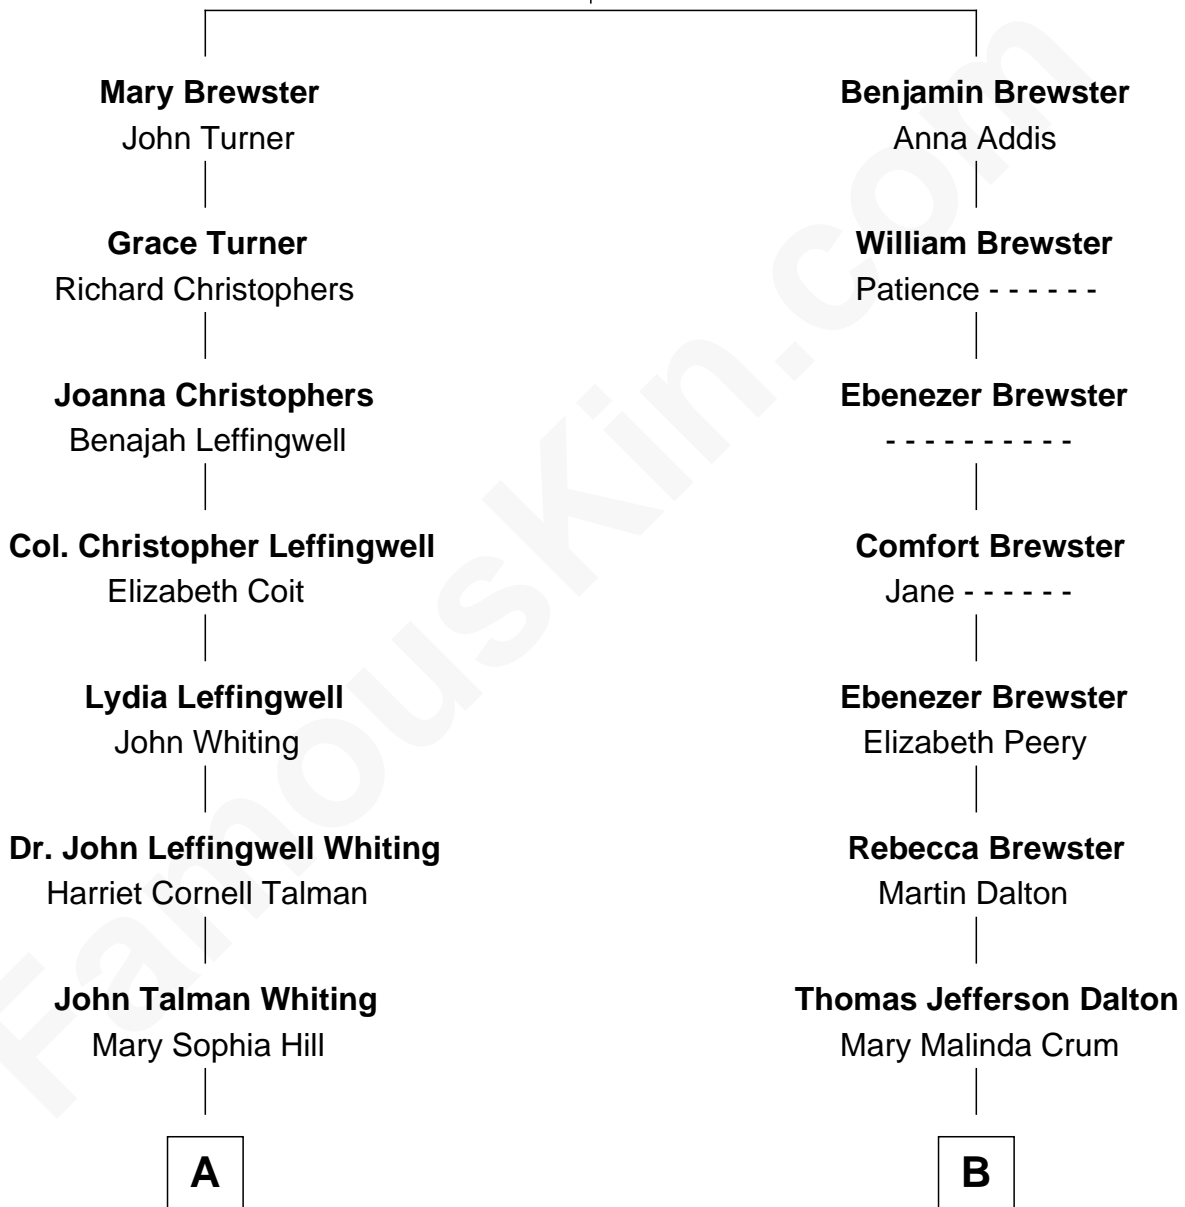 Mary Brewster
John Turner
Benjamin Brewster
Anna Addis
Grace Turner
Richard Christophers
William Brewster
Patience - - - - - -
Joanna Christophers
Benajah Leffingwell
Ebenezer Brewster
- - - - - - - - - -
Col. Christopher Leffingwell
Elizabeth Coit
Comfort Brewster
Jane - - - - - -
Lydia Leffingwell
John Whiting
Ebenezer Brewster
Elizabeth Peery
Dr. John Leffingwell Whiting
Harriet Cornell Talman
Rebecca Brewster
Martin Dalton
John Talman Whiting
Mary Sophia Hill
Thomas Jefferson Dalton
Mary Malinda Crum
A
B
FamousKin.com